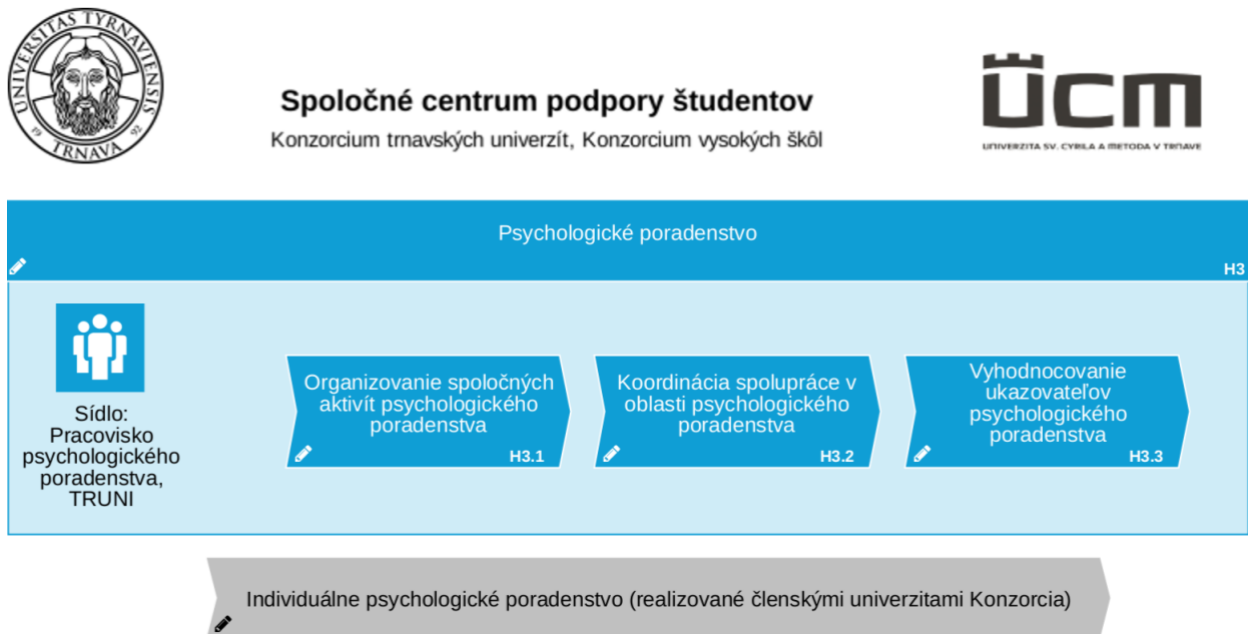 UNIVERSITAS TYRNAVIENSIS
19 92
TRNAVA
Spoločné centrum podpory študentov
Konzorcium trnavských univerzít, Konzorcium vysokých škôl
ÜCM
UNIVERZITA SV. CYRILA A METODA V TRNAVE
Psychologické poradenstvo
H3
Sídlo:
Pracovisko
psychologického
poradenstva,
TRUNI
Organizovanie spoločných
aktivít psychologického
poradenstva
H3.1
Koordinácia spolupráce v
oblasti psychologického
poradenstva
H3.2
Vyhodnocovanie
ukazovateľov
psychologického
poradenstva
H3.3
Individuálne psychologické poradenstvo (realizované členskými univerzitami Konzorcia)